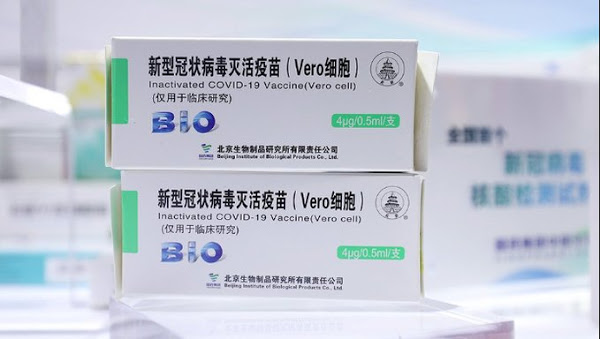 新型冠状病毒灭活疫苗（Vero细胞）
Inactivated COVID-19 Vaccine(Vero cell)
(仅用于临床研究)
BiO
4μg/0.5ml/支
北京生物制品研究所有限责任公司
Beijing Institute of Biological Products Co., Ltd.
新型冠状病毒灭活疫苗（Vero细胞）
Inactivated COVID-19 Vaccine(Vero cell)
(仅用于临床研究)
BiO
4μg/0.5ml/支
北京生物制品研究所有限责任公司
Beijing Institute of Biological Products Co., Ltd.
全国首个
新冠病毒
核酸检测试